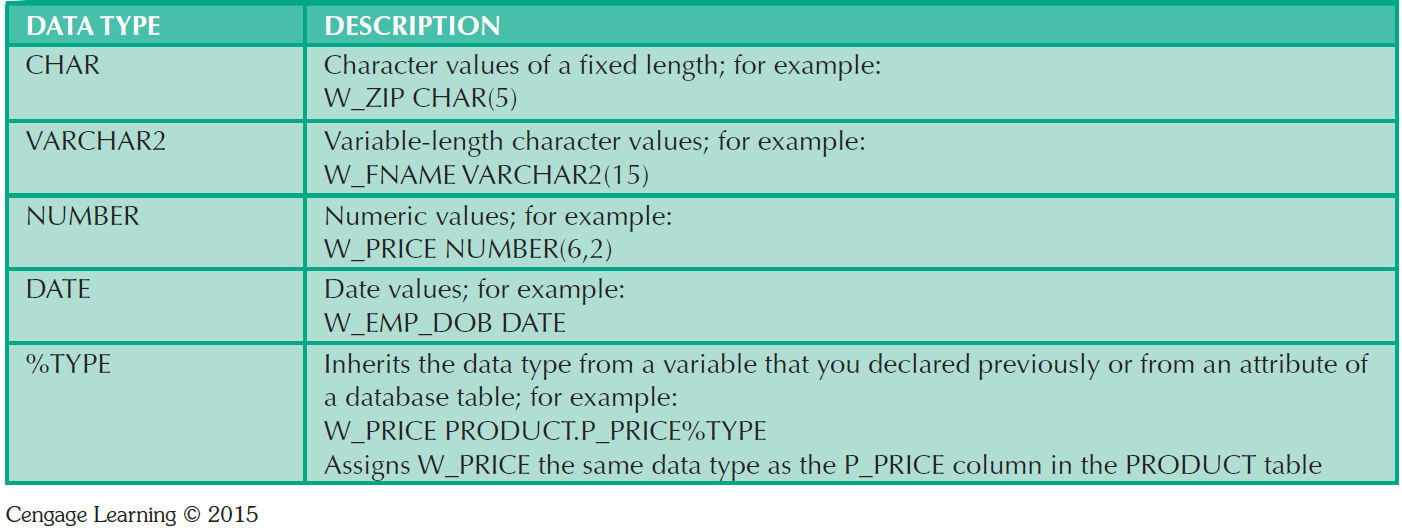 DATA TYPE DESCRIPTION
CHAR Character values of a fixed length; for example:
W_ZIP CHAR(5)
VARCHAR2 Variable-length character values; for example:
W_FNAME VARCHAR2(15)
NUMBER Numeric values; for example:
W_PRICE NUMBER(6,2)
DATE Date values; for example:
W_EMP_DOB DATE
%TYPE Inherits the data type from a variable that you declared previously or from an attribute of
a database table; for example:
W_PRICE PRODUCT.P_PRICE%TYPE
Assigns W_PRICE the same data type as the P_PRICE column in the PRODUCT table
Cengage Learning © 2015